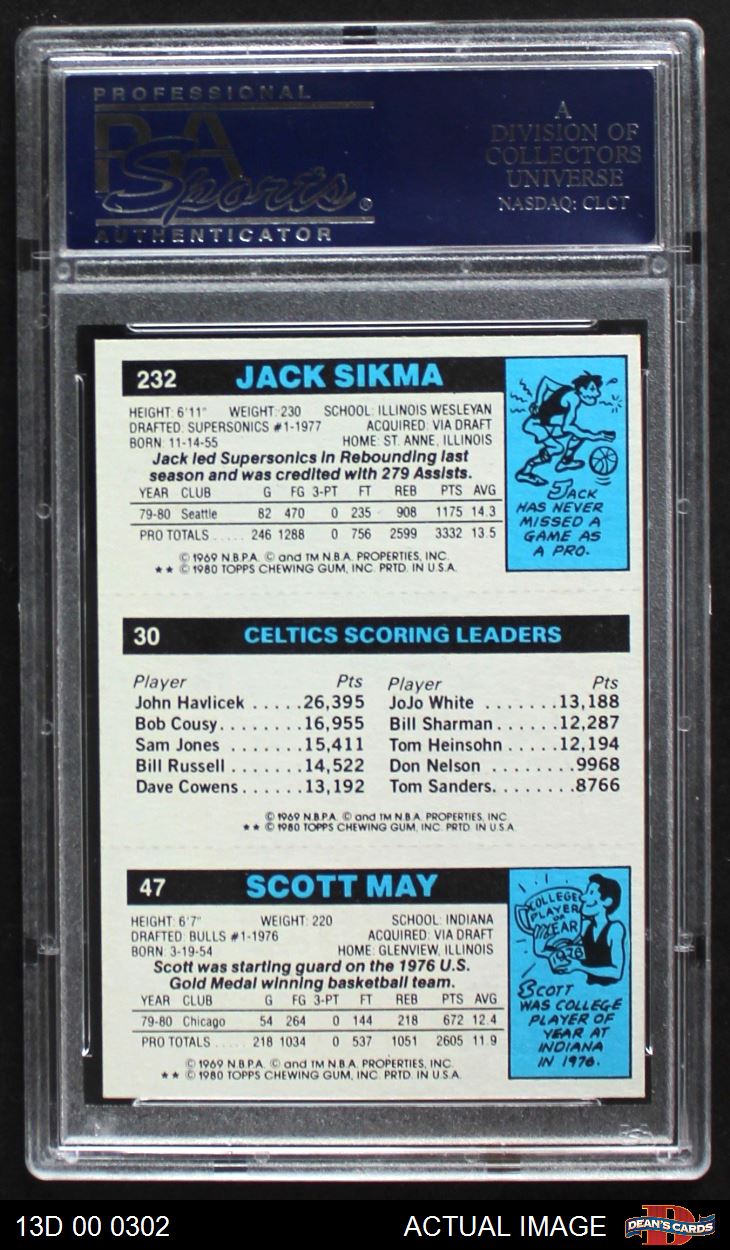 PROFESSIONAL
PSA
Sports
AUTHENTICATOR
A
DIVISION OF
COLLECTORS
UNIVERSE
NASDAQ: CLCT
232 JACK SIKMA
HEIGHT: 6'11" WEIGHT: 230 SCHOOL: ILLINOIS WESLEYAN
DRAFTED: SUPERSONICS #1-1977 ACQUIRED: VIA DRAFT
BORN: 11-14-55 HOME: ST. ANNE, ILLINOIS
Jack led Supersonics in Rebounding last
season and was credited with 279 Assists.
YEAR CLUB G FG 3-PT FT REB PTS AVG
79-80 Seattle 82 470 0 235 908 1175 14.3
PRO TOTALS ..... 246 1288 0 756 2599 3332 13.5
© 1969 N.B.P.A. © and TM N.B.A. PROPERTIES, INC.
★★ © 1980 TOPPS CHEWING GUM, INC. PRTD. IN U.S.A.
JACK
HAS NEVER
MISSED A
GAME AS
A PRO.
30 CELTICS SCORING LEADERS
Player Pts Player Pts
John Havlicek .....26,395 JoJo White .......13,188
Bob Cousy........16,955 Bill Sharman.......12,287
Sam Jones .......15,411 Tom Heinsohn .....12,194
Bill Russell .......14,522 Don Nelson ........9968
Dave Cowens......13,192 Tom Sanders........8766
© 1969 N.B.P.A. © and TM N.B.A. PROPERTIES, INC.
★★ © 1980 TOPPS CHEWING GUM, INC. PRTD. IN U.S.A.
47 SCOTT MAY
HEIGHT: 6'7" WEIGHT: 220 SCHOOL: INDIANA
DRAFTED: BULLS #1-1976 ACQUIRED: VIA DRAFT
BORN: 3-19-54 HOME: GLENVIEW, ILLINOIS
Scott was starting guard on the 1976 U.S.
Gold Medal winning basketball team.
YEAR CLUB G FG 3-PT FT REB PTS AVG
79-80 Chicago 54 264 0 144 218 672 12.4
PRO TOTALS ..... 218 1034 0 537 1051 2605 11.9
© 1969 N.B.P.A. © and TM N.B.A. PROPERTIES, INC.
★★ © 1980 TOPPS CHEWING GUM, INC. PRTD. IN U.S.A.
COLLEGE
PLAYER
OF
YEAR
1976
SCOTT
WAS COLLEGE
PLAYER OF
YEAR AT
INDIANA
IN 1976.
13D 00 0302 ACTUAL IMAGE
D
DEAN'S CARDS